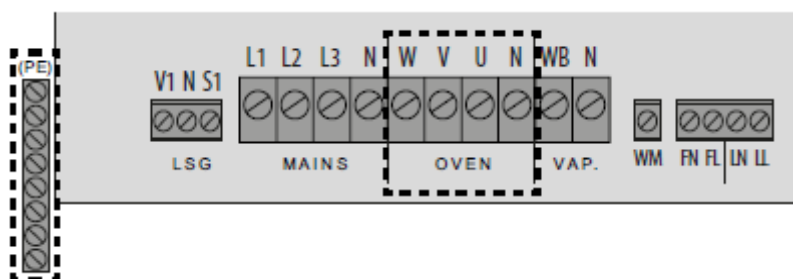 L1 L2 L3 N W V U N WB N
(PE)
V1 N S1
WM FN FL LN LL
LSG MAINS OVEN VAP.